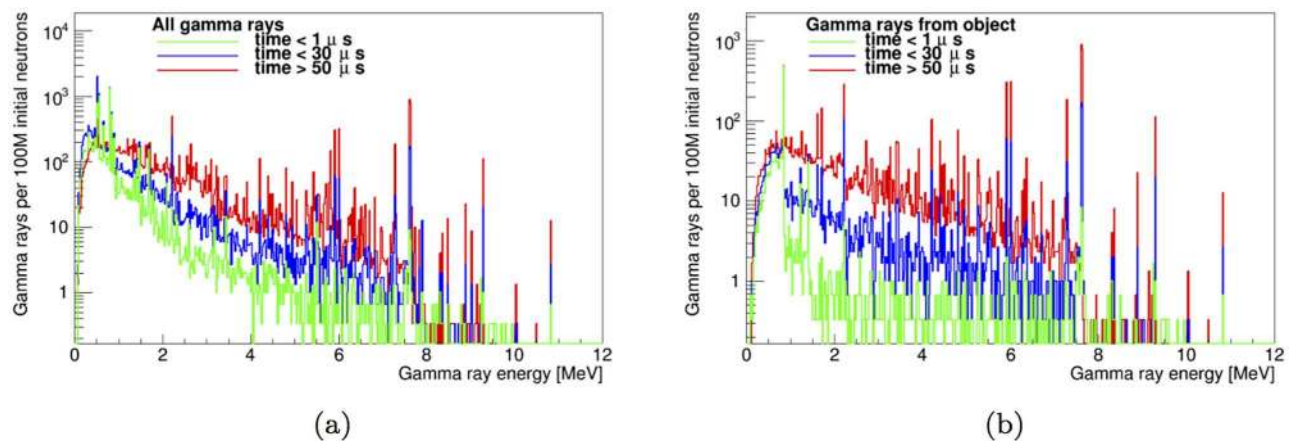 All gamma rays
time < 1 μ s
time < 30 μ s
time > 50 μ s
Gamma rays per 100M initial neutrons
10⁴
10³
10²
10
1
0 2 4 6 8 10 12
Gamma ray energy [MeV]
(a)
Gamma rays from object
time < 1 μ s
time < 30 μ s
time > 50 μ s
Gamma rays per 100M initial neutrons
10³
10²
10
1
0 2 4 6 8 10 12
Gamma ray energy [MeV]
(b)